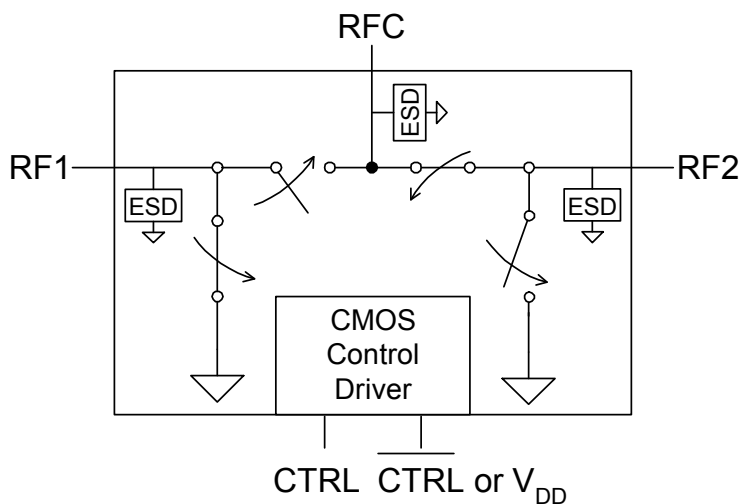 RFC
ESD
RF1
RF2
ESD
ESD
CMOS
Control
Driver
CTRL
CTRL or VDD